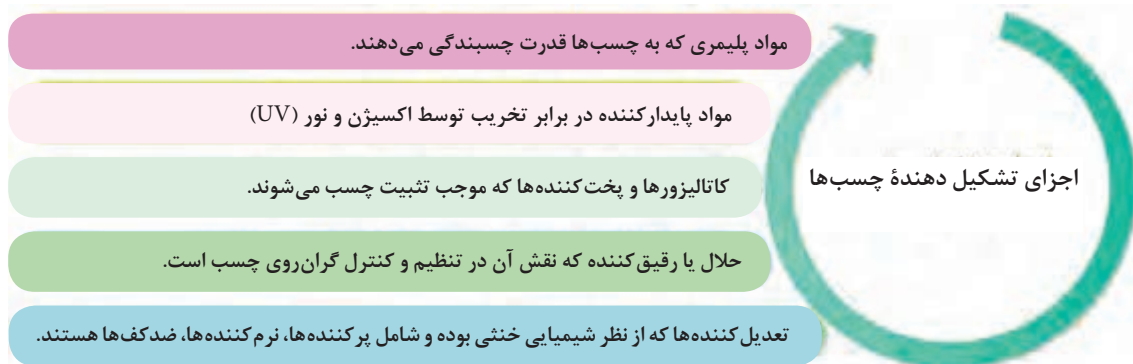 اجزای تشکیل دهندهٔ چسب‌ها
مواد پلیمری که به چسب‌ها قدرت چسبندگی می‌دهند.
مواد پایدارکننده در برابر تخریب توسط اکسیژن و نور (UV)
کاتالیزورها و پخت‌کننده‌ها که موجب تثبیت چسب می‌شوند.
حلال یا رقیق‌کننده که نقش آن در تنظیم و کنترل گران‌روی چسب است.
تعدیل‌کننده‌ها که از نظر شیمیایی خنثی بوده و شامل پرکننده‌ها، نرم‌کننده‌ها، ضدکف‌ها هستند.